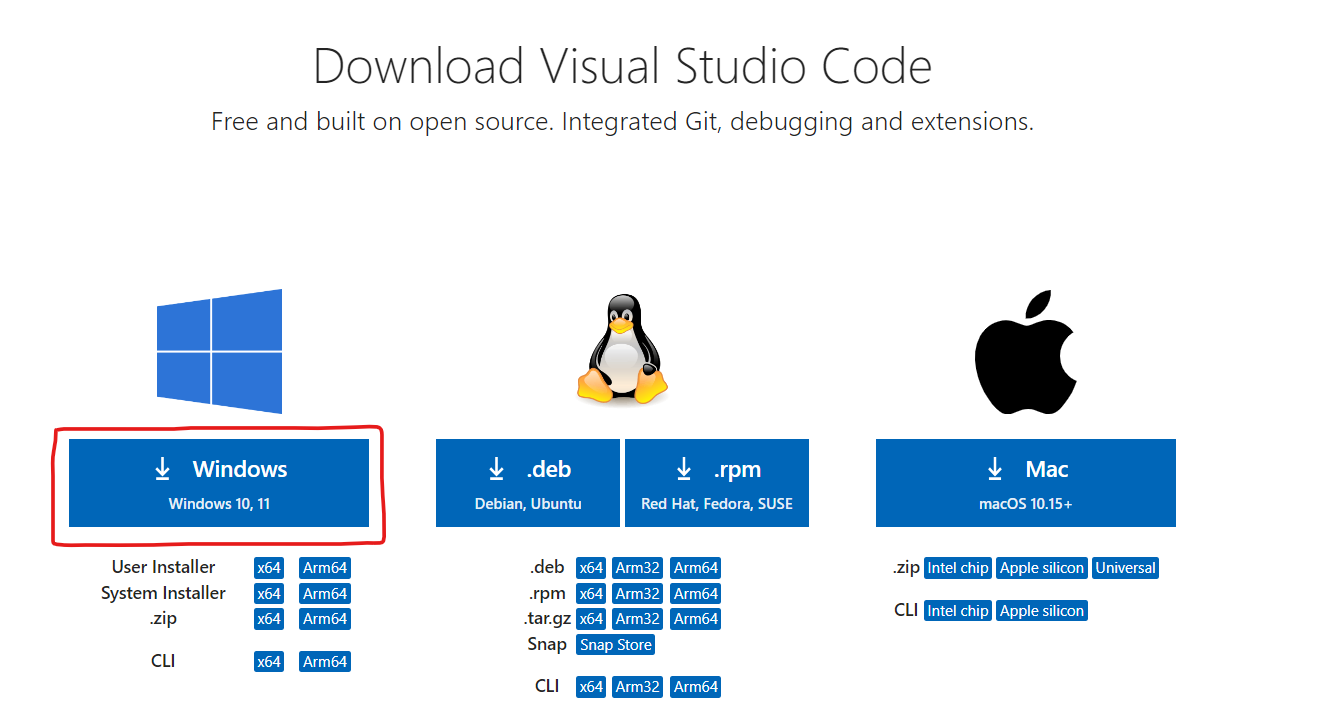 Download Visual Studio Code
Free and built on open source. Integrated Git, debugging and extensions.
Windows
Windows 10, 11
User Installer x64 Arm64
System Installer x64 Arm64
.zip x64 Arm64
CLI x64 Arm64
.deb
Debian, Ubuntu
.rpm
Red Hat, Fedora, SUSE
.deb x64 Arm32 Arm64
.rpm x64 Arm32 Arm64
.tar.gz x64 Arm32 Arm64
Snap Snap Store
CLI x64 Arm32 Arm64
Mac
macOS 10.15+
.zip Intel chip Apple silicon Universal
CLI Intel chip Apple silicon